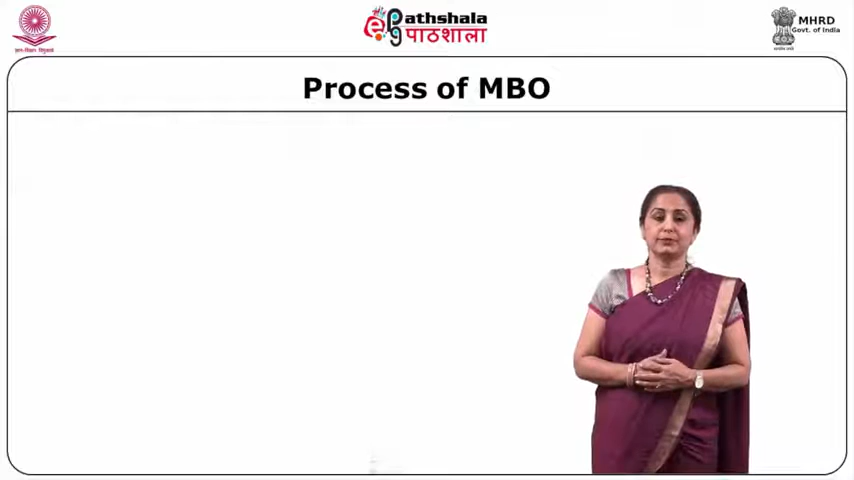 Pathshala
पाठशाला
MHRD
Govt. of India
Process of MBO